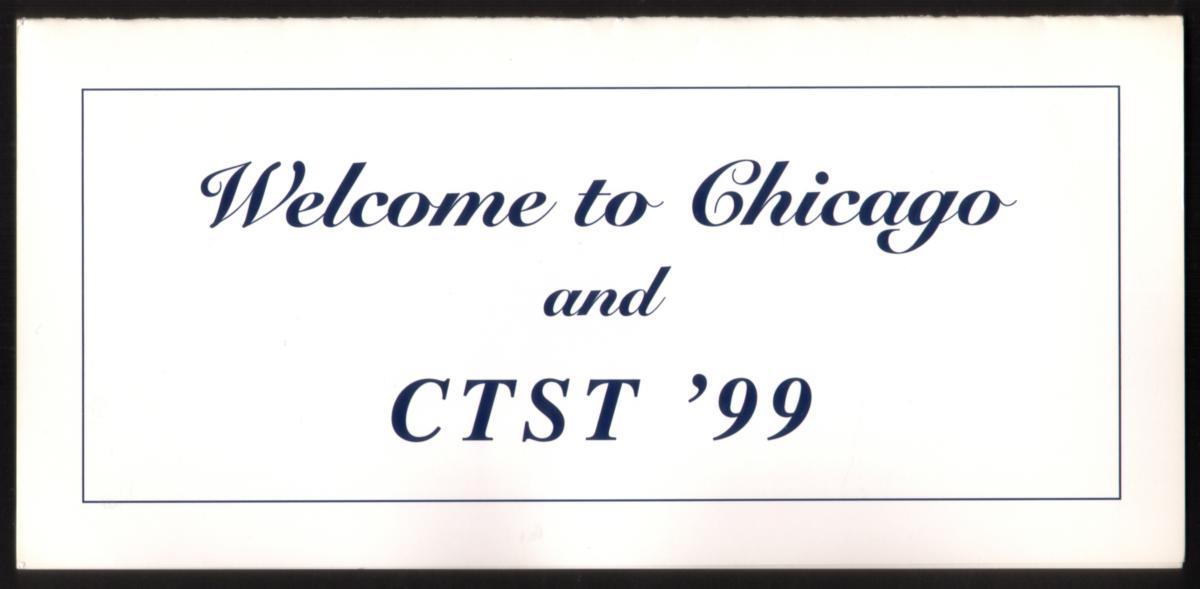 Welcome to Chicago
and
CTST ’99